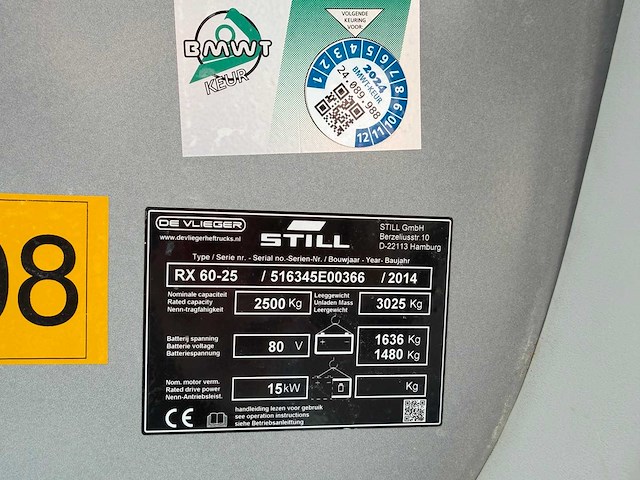 BMWT
KEUR
VOLGENDE
KEURING
VOOR:
1 2 3 4 5 6 7 8 9 10 11 12
2024
BMWT-KEUR
24.089.988
08
DE VLIEGER
www.devliegerheftrucks.nl
STILL
STILL GmbH
Berzeliusstr.10
D-22113 Hamburg
Type / Serie nr. - Serial no.-Serien-Nr. / Bouwjaar - Year- Baujahr
RX 60-25 / 516345E00366 / 2014
Nominale capaciteit
Rated capacity
Nenn-tragfähigkeit
2500 Kg
Leeggewicht
Unladen Mass
Leergewicht
3025 Kg
Batterij spanning
Batterie voltage
Batteriespannung
80 V
1636 Kg
1480 Kg
Nom. motor verm.
Rated drive power
Nenn-Antriebsleist.
15 kW
Kg
CE
handleiding lezen voor gebruik
see operation instructions
siehe Betriebsanleittung